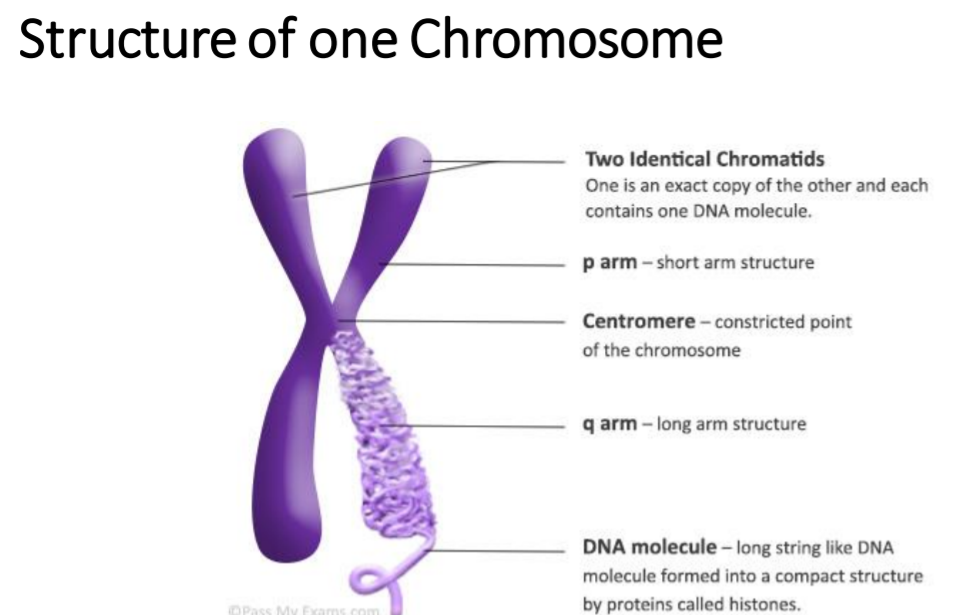 Structure of one Chromosome
Two Identical Chromatids
One is an exact copy of the other and each
contains one DNA molecule.
p arm – short arm structure
Centromere – constricted point
of the chromosome
q arm – long arm structure
DNA molecule – long string like DNA
molecule formed into a compact structure
by proteins called histones.
©Pass My Exams.com